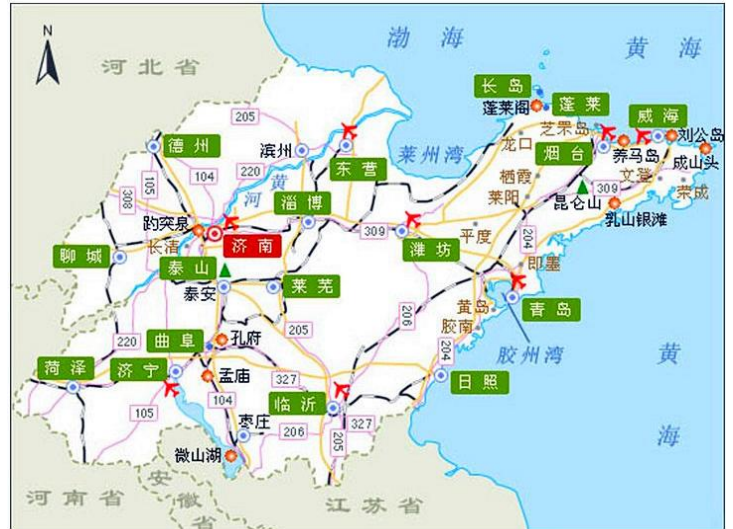 N
渤海
黄海
河北省
长岛
蓬莱阁
蓬莱
205
芝罘岛
威海
刘公岛
德州
滨州
东营
莱州湾
龙口
烟台
养马岛
成山头
220
104
105
黄河
栖霞
文登
308
淄博
莱阳
昆仑山
309
荣成
趵突泉
济南
309
乳山银滩
长清
潍坊
平度
204
聊城
泰山
即墨
泰安
莱芜
黄岛
青岛
206
胶南
205
220
曲阜
孔府
胶州湾
204
黄海
菏泽
济宁
孟庙
327
日照
105
104
临沂
327
枣庄
206
205
微山湖
河南省
安徽省
江苏省